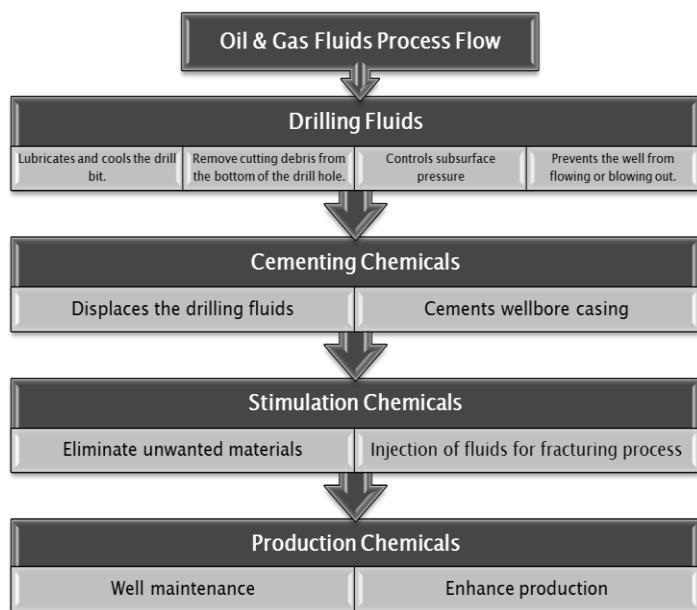 Oil & Gas Fluids Process Flow
Drilling Fluids
Lubricates and cools the drill
bit.
Remove cutting debris from
the bottom of the drill hole.
Controls subsurface
pressure
Prevents the well from
flowing or blowing out.
Cementing Chemicals
Displaces the drilling fluids
Cements wellbore casing
Stimulation Chemicals
Eliminate unwanted materials
Injection of fluids for fracturing process
Production Chemicals
Well maintenance
Enhance production